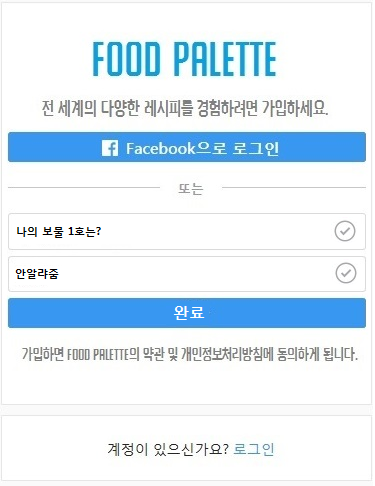 FOOD PALETTE
전 세계의 다양한 레시피를 경험하려면 가입하세요.
Facebook으로 로그인
또는
나의 보물 1호는?
안알랴줌
완료
가입하면 FOOD PALETTE의 약관 및 개인정보처리방침에 동의하게 됩니다.
계정이 있으신가요? 로그인